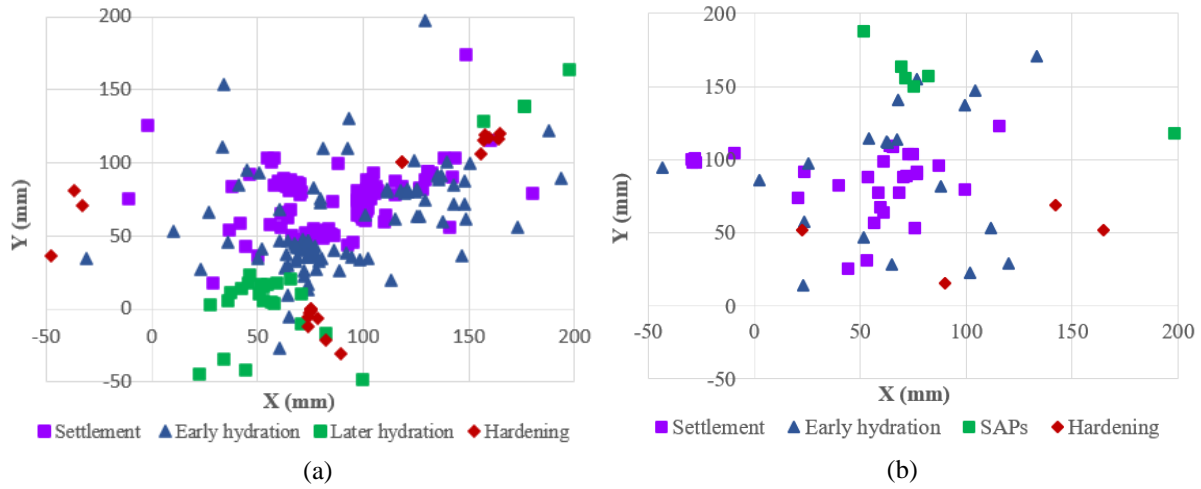 200
150
100
50
0
-50
Y (mm)
-50 0 50 100 150 200
X (mm)
Settlement Early hydration Later hydration Hardening
(a)
200
150
100
50
0
-50
Y (mm)
-50 0 50 100 150 200
X (mm)
Settlement Early hydration SAPs Hardening
(b)